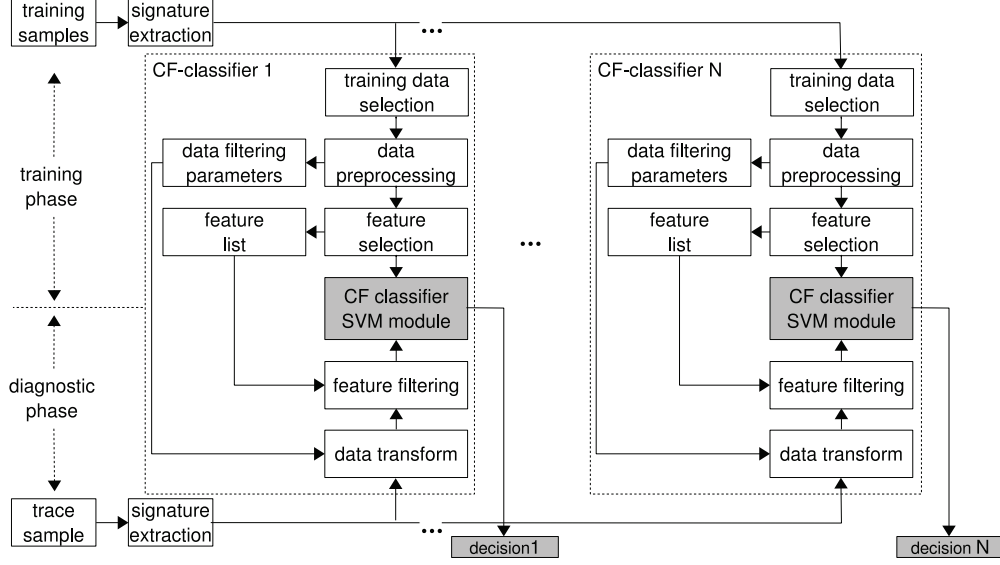 training
samples
signature
extraction
...
CF-classifier 1
training data
selection
data filtering
parameters
data
preprocessing
feature
list
feature
selection
CF classifier
SVM module
feature filtering
data transform
...
CF-classifier N
training data
selection
data filtering
parameters
data
preprocessing
feature
list
feature
selection
CF classifier
SVM module
feature filtering
data transform
training
phase
diagnostic
phase
trace
sample
signature
extraction
...
decision1
decision N